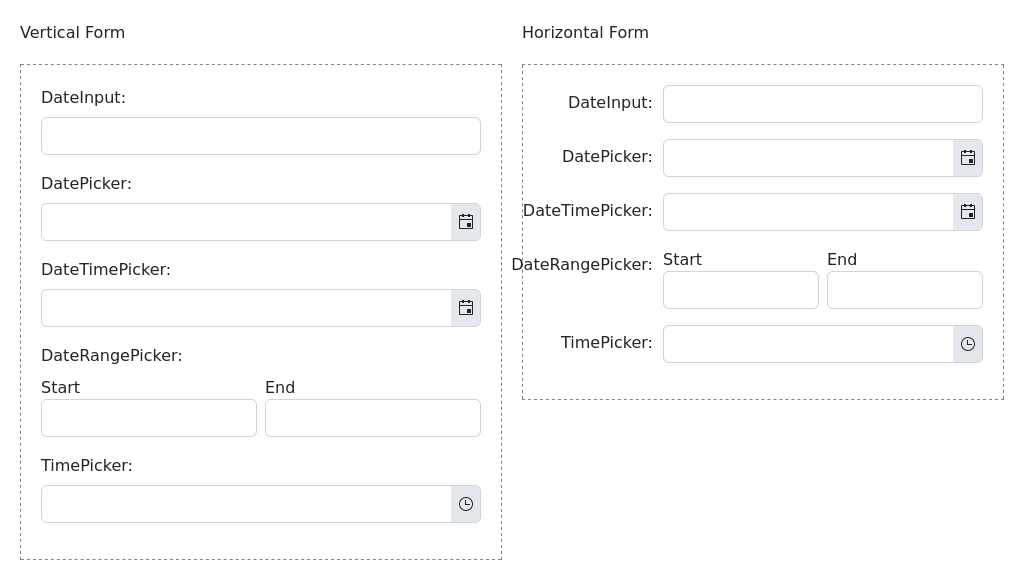 Vertical Form
DateInput:
DatePicker:
DateTimePicker:
DateRangePicker:
Start End
TimePicker:
Horizontal Form
DateInput:
DatePicker:
DateTimePicker:
DateRangePicker: Start End
TimePicker: